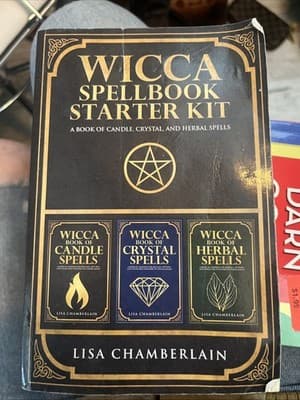 WICCA
SPELLBOOK
STARTER KIT
A BOOK OF CANDLE, CRYSTAL, AND HERBAL SPELLS
WICCA
BOOK OF
CANDLE
SPELLS
LISA CHAMBERLAIN
WICCA
BOOK OF
CRYSTAL
SPELLS
LISA CHAMBERLAIN
WICCA
BOOK OF
HERBAL
SPELLS
LISA CHAMBERLAIN
LISA CHAMBERLAIN
DARN